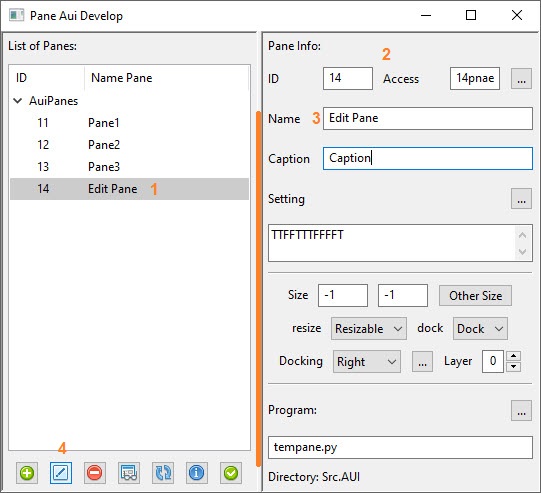 Pane Aui Develop
List of Panes:
ID Name Pane
AuiPanes
11 Pane1
12 Pane2
13 Pane3
14 Edit Pane 1
4
Pane Info:
2
ID 14 Access 14pnae ...
Name 3 Edit Pane
Caption Caption
Setting ...
TTFFTTTFFFFT
Size -1 -1 Other Size
resize Resizable dock Dock
Docking Right ... Layer 0
Program: ...
tempane.py
Directory: Src.AUI